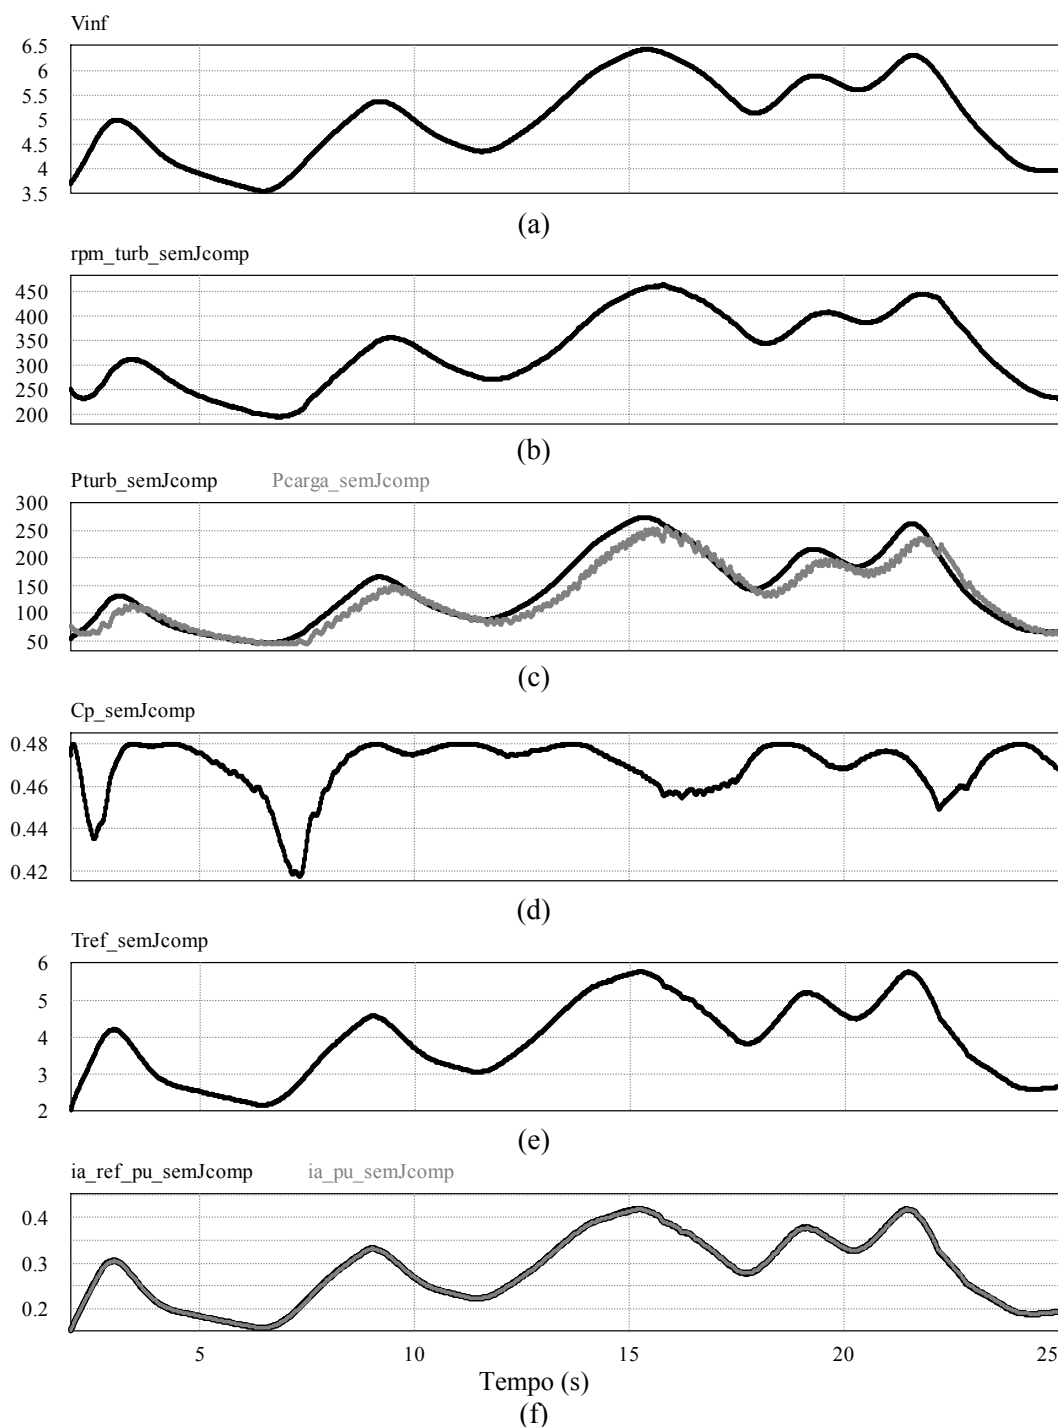 Vinf
6.5
6
5.5
5
4.5
4
3.5
(a)
rpm_turb_semJcomp
450
400
350
300
250
200
(b)
Pturb_semJcomp Pcarga_semJcomp
300
250
200
150
100
50
(c)
Cp_semJcomp
0.48
0.46
0.44
0.42
(d)
Tref_semJcomp
6
5
4
3
2
(e)
ia_ref_pu_semJcomp ia_pu_semJcomp
0.4
0.3
0.2
5 10 15 20 25
Tempo (s)
(f)